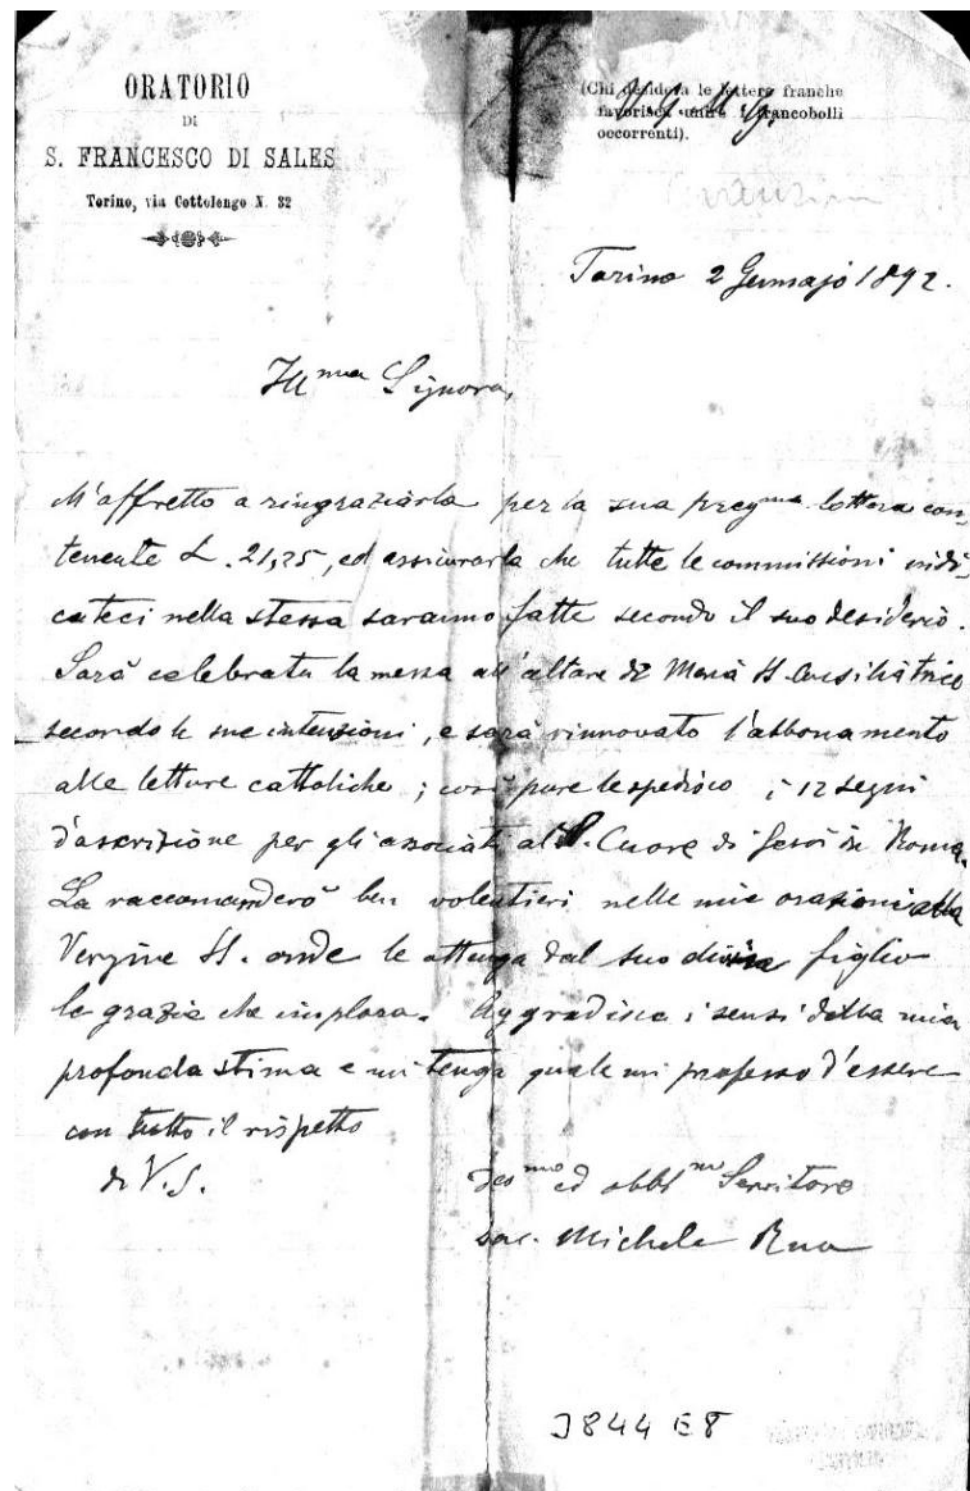 ORATORIO
DI
S. FRANCESCO DI SALES
Torino, via Cottolengo N. 32
(Chi desidera le lettere franche
favorisca unire i francobolli
occorrenti).
Torino 2 Gennajo 1892.
Ill ma Signora,
M'affretto a ringraziarla per la sua preg ma lettera con,
tenente L. 21,25, ed assicurarla che tutte le commissioni indi-
cateci nella stessa saranno fatte secondo il suo desiderio.
Sarà celebrata la messa all'altare di Maria SS. Ausiliatrice
secondo le sue intenzioni, e sarà rinnovato l'abbonamento
alle letture cattoliche; così pure le spedisco i 12 segni
d'ascrizione per gli associati al S. Cuore di Gesù in Roma.
La raccomanderò ben volentieri nelle mie orazioni alla
Vergine SS. onde le ottenga dal suo divino figlio
le grazie che implora. Aggradisca i sensi della mia
profonda stima e mi tenga quale mi professo d'essere
con tutto il rispetto
di V. S.
Dev mo ed obbl mo Servitore
Sac. Michele Rua
J844 E8